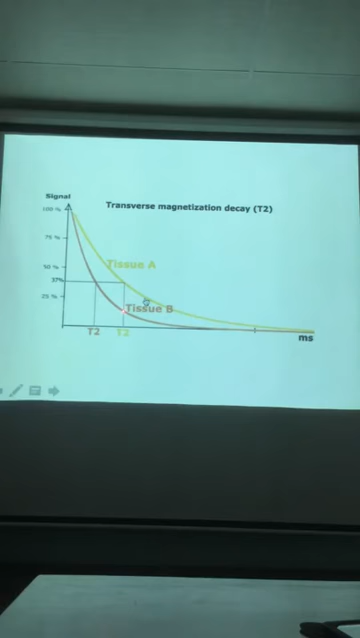 Signal
Transverse magnetization decay (T2)
100 %
75 %
50 %
37%
25 %
Tissue A
Tissue B
T2
T2
ms